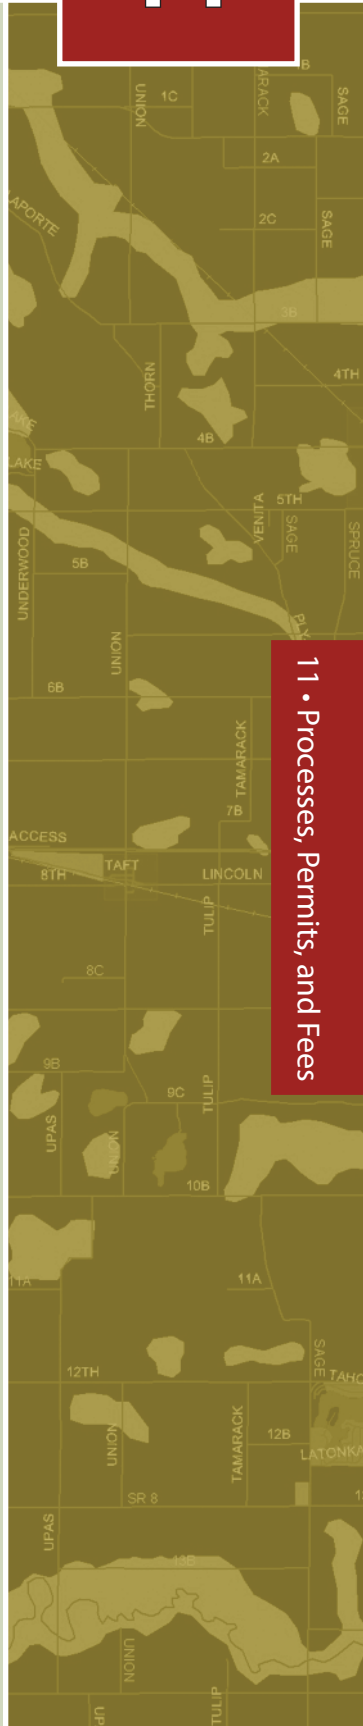 1C
UNION
SAGE
2A
LAPORTE
2C
SAGE
3B
THORN
4TH
4B
LAKE
5TH
VENITA
SAGE
SPRUCE
UNDERWOOD
5B
UNION
6B
11 • Processes, Permits, and Fees
TAMARACK
7B
ACCESS
8TH
TAFT
LINCOLN
TULIP
8C
9B
9C
TULIP
UPAS
UNION
10B
11A
11A
12TH
SAGE
UNION
TAMARACK
12B
LATONKA
SR 8
UPAS
18B
UNION
TULIP